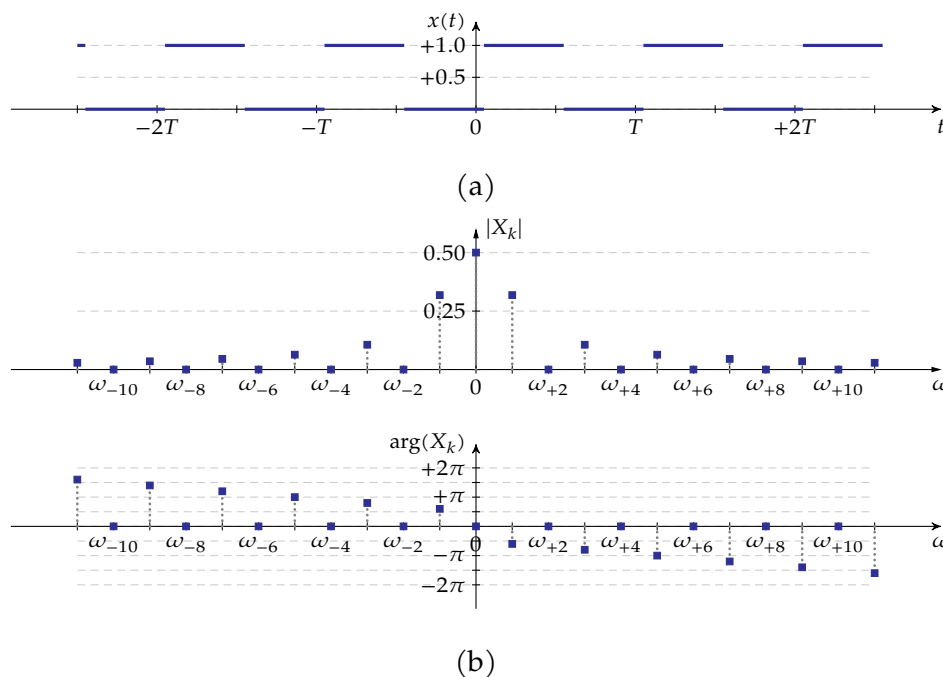 x(t)
+1.0
+0.5
−2T −T 0 T +2T t
(a)
|X_k|
0.50
0.25
ω_{−10} ω_{−8} ω_{−6} ω_{−4} ω_{−2} 0 ω_{+2} ω_{+4} ω_{+6} ω_{+8} ω_{+10} ω
arg(X_k)
+2π
+π
ω_{−10} ω_{−8} ω_{−6} ω_{−4} ω_{−2} 0 ω_{+2} ω_{+4} ω_{+6} ω_{+8} ω_{+10} ω
−π
−2π
(b)